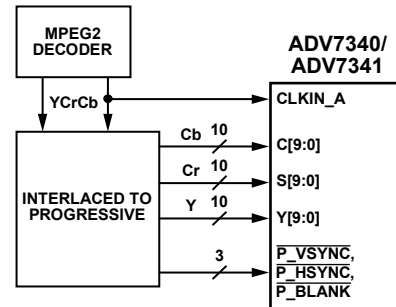 MPEG2
DECODER
ADV7340/
ADV7341
YCrCb
CLKIN_A
Cb 10
C[9:0]
Cr 10
S[9:0]
INTERLACED TO
PROGRESSIVE
Y 10
Y[9:0]
3
P_VSYNC,
P_HSYNC,
P_BLANK